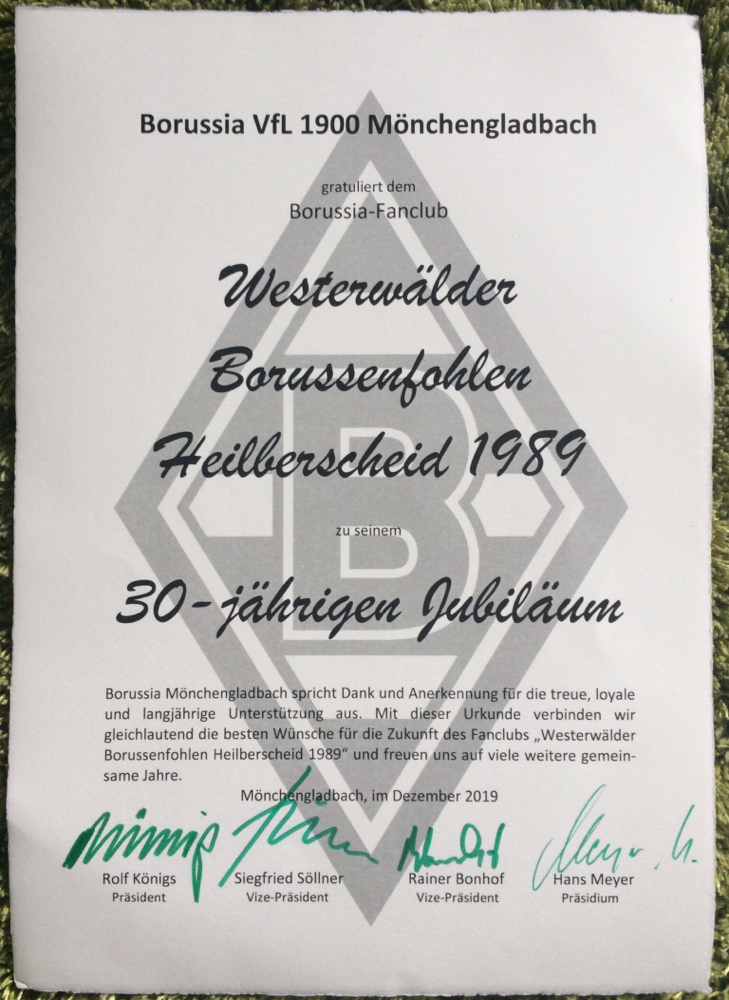 Borussia VfL 1900 Mönchengladbach
gratuliert dem
Borussia-Fanclub
Westerwälder
Borussenfohlen
Heilberscheid 1989
zu seinem
30-jährigen Jubiläum
Borussia Mönchengladbach spricht Dank und Anerkennung für die treue, loyale
und langjährige Unterstützung aus. Mit dieser Urkunde verbinden wir
gleichlautend die besten Wünsche für die Zukunft des Fanclubs „Westerwälder
Borussenfohlen Heilberscheid 1989“ und freuen uns auf viele weitere gemein-
same Jahre.
Mönchengladbach, im Dezember 2019
Rolf Königs Siegfried Söllner Rainer Bonhof Hans Meyer
Präsident Vize-Präsident Vize-Präsident Präsidium
B